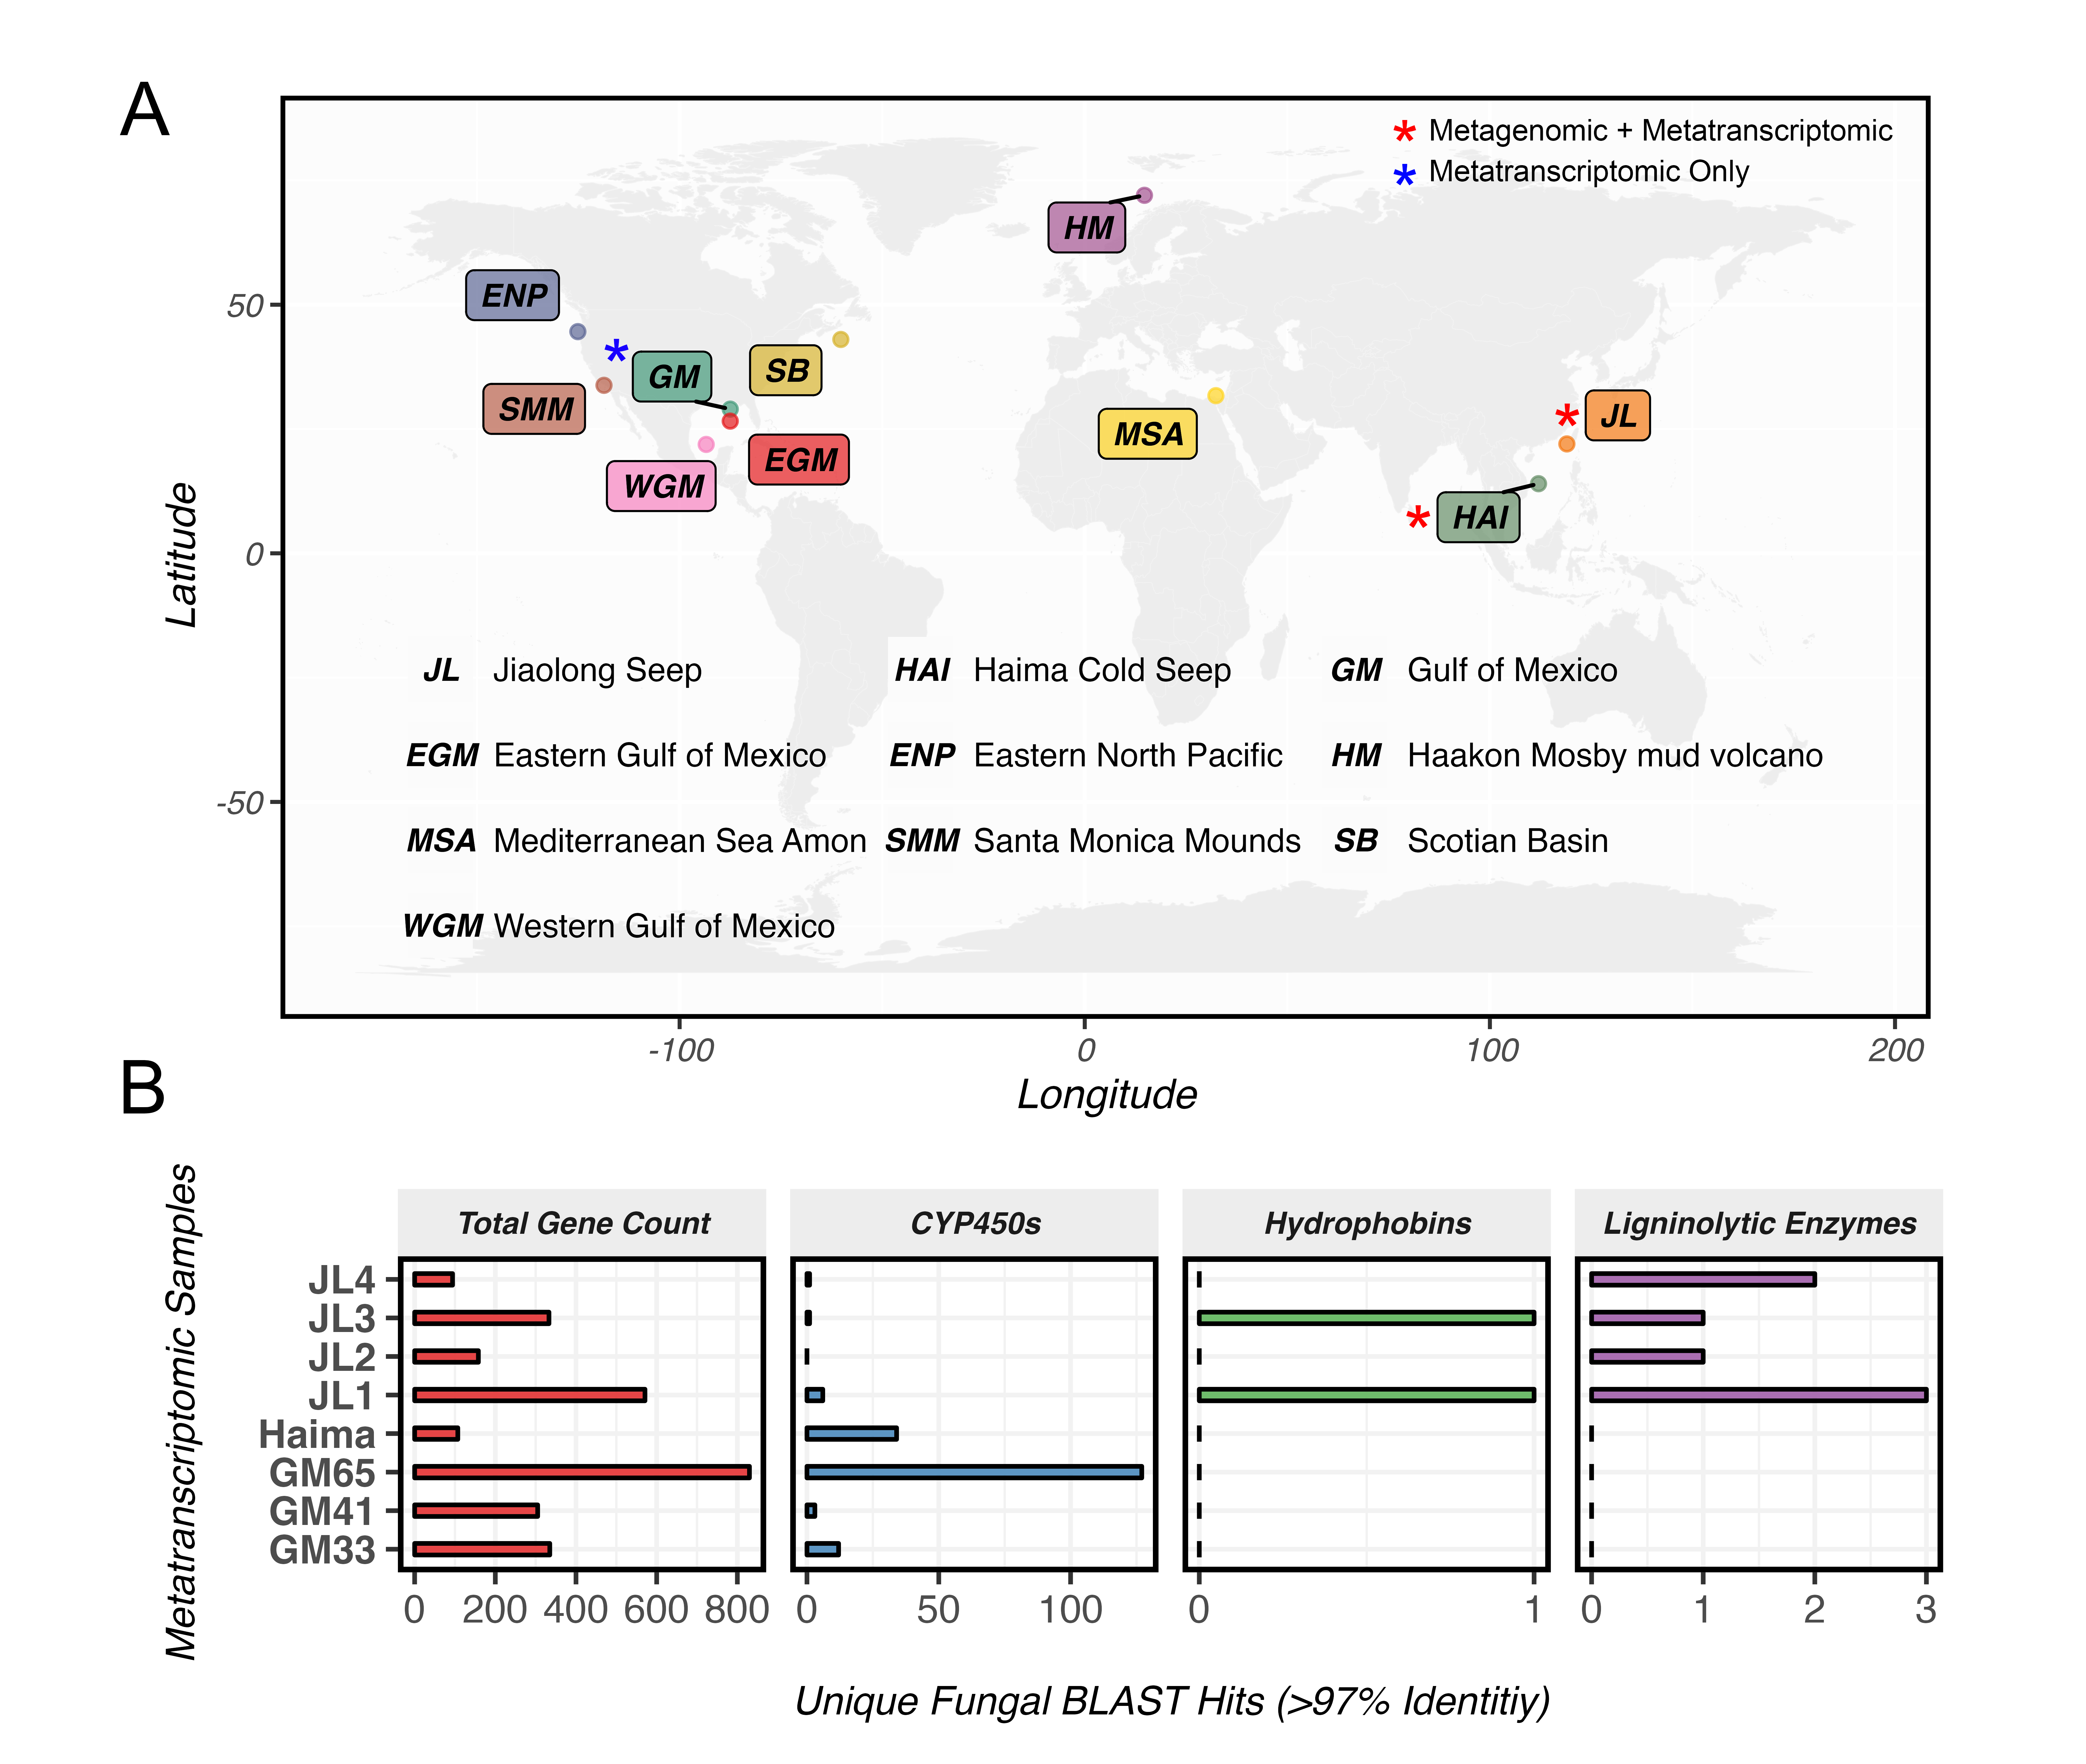 A
* Metagenomic + Metatranscriptomic
* Metatranscriptomic Only
HM
ENP
50
*
GM
SB
SMM
MSA
* JL
EGM
WGM
* HAI
0
Latitude
JL Jiaolong Seep HAI Haima Cold Seep GM Gulf of Mexico
EGM Eastern Gulf of Mexico ENP Eastern North Pacific HM Haakon Mosby mud volcano
-50
MSA Mediterranean Sea Amon SMM Santa Monica Mounds SB Scotian Basin
WGM Western Gulf of Mexico
-100 0 100 200
Longitude
B
Metatranscriptomic Samples
Total Gene Count CYP450s Hydrophobins Ligninolytic Enzymes
JL4
JL3
JL2
JL1
Haima
GM65
GM41
GM33
0 200 400 600 800 0 50 100 0 1 0 1 2 3
Unique Fungal BLAST Hits (>97% Identitiy)